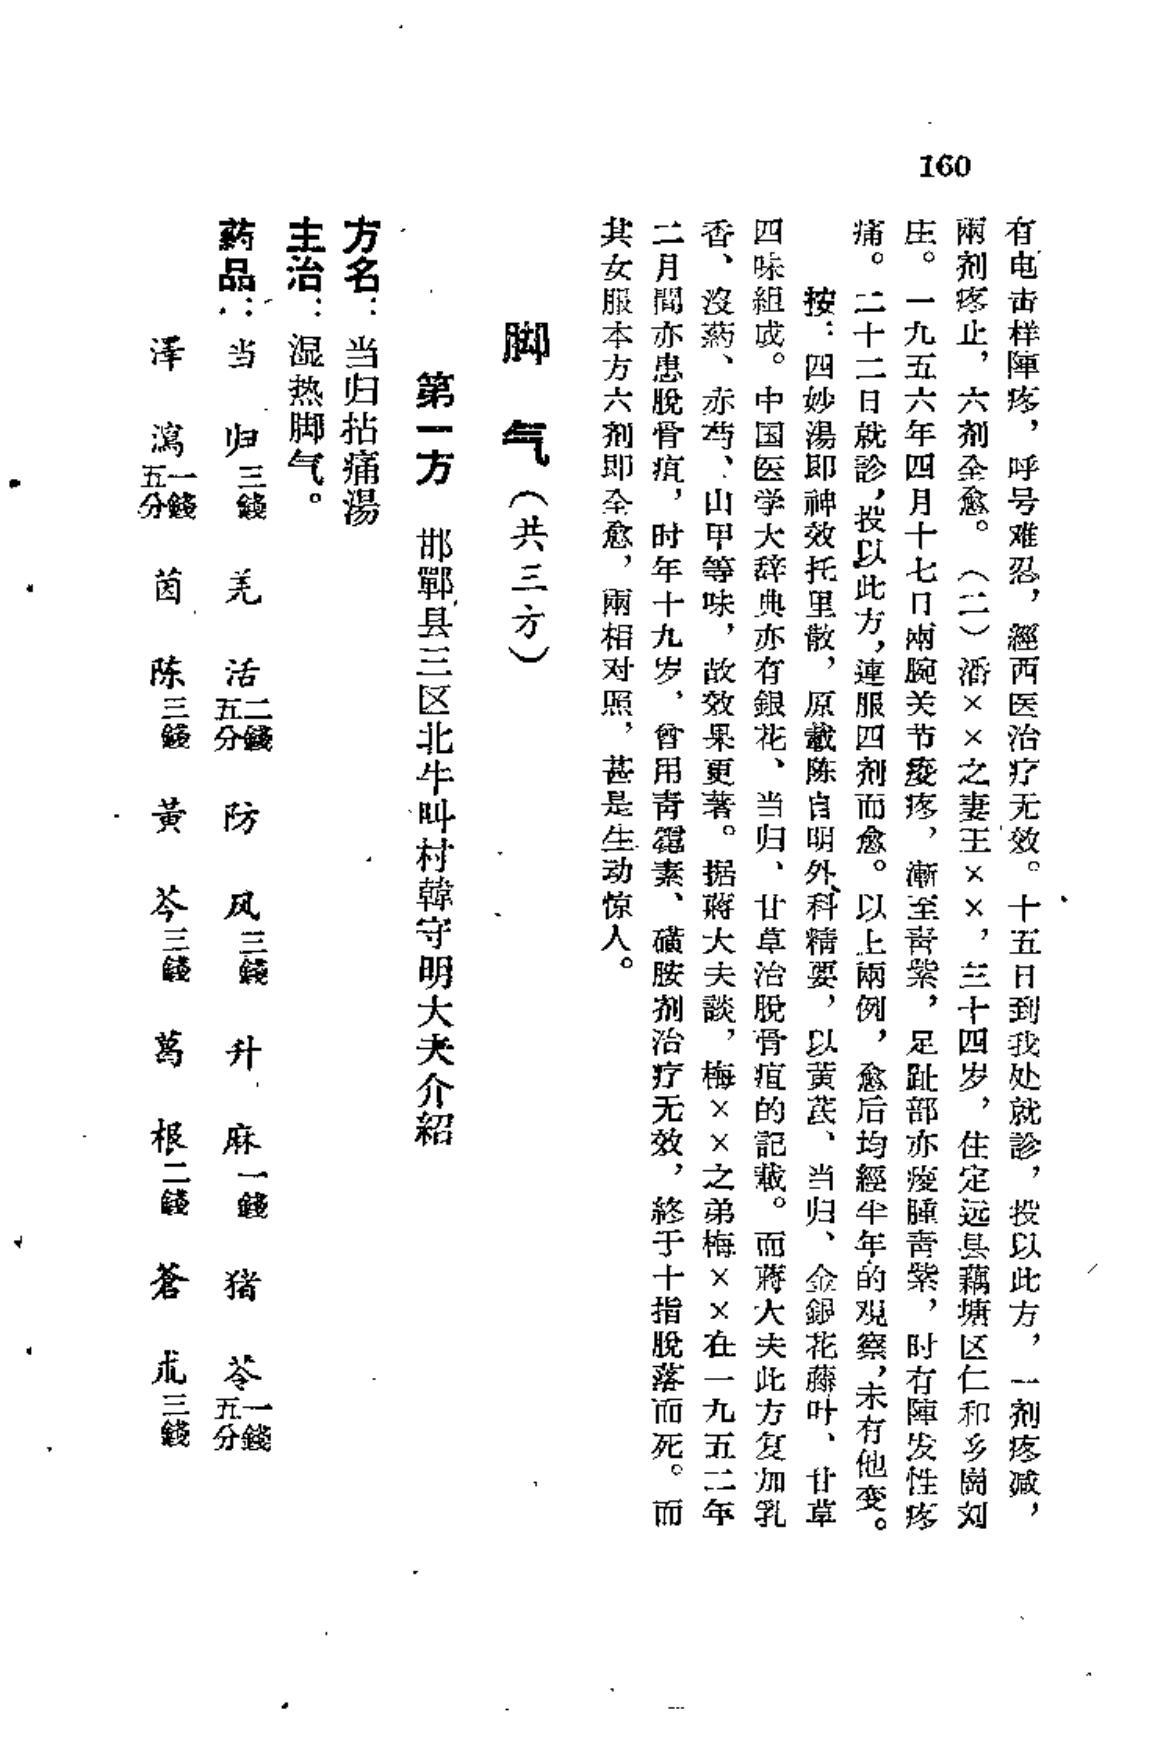 160
有电击样陣疼，呼号难忍，經西医治疗无效。十五日到我处就診，投以此方，一剂疼减，
兩剂疼止，六剂全愈。（二）潘××之妻王××，三十四岁，住定远县藕塘区仁和乡崗刘
庄。一九五六年四月十七日兩腕关节痠疼，漸至青紫，足趾部亦痠腫青紫，时有陣发性疼
痛。二十二日就診，投以此方，連服四剂而愈。以上兩例，愈后均經半年的观察，未有他变。
按：四妙湯即神效托里散，原載陈自明外科精要，以黄芪、当归、金銀花藤叶、甘草
四味組成。中国医学大辞典亦有銀花、当归、甘草治脫骨疽的記載。而蔣大夫此方复加乳
香、沒葯、赤芍、山甲等味，故效果更著。据蔣大夫談，梅××之弟梅××在一九五二年
二月間亦患脫骨疽，时年十九岁，曾用青霉素、磺胺剂治疗无效，終于十指脫落而死。而
其女服本方六剂即全愈，兩相对照，甚是生动惊人。
脚气（共三方）
第一方 邯鄲县三区北牛叫村韓守明大夫介紹
方名：当归拈痛湯
主治：湿热脚气。
葯品：当归三錢 羌活二錢五分 防风三錢 升麻一錢 猪苓一錢五分
澤瀉一錢五分 茵陈三錢 黃芩三錢 葛根二錢 蒼朮三錢